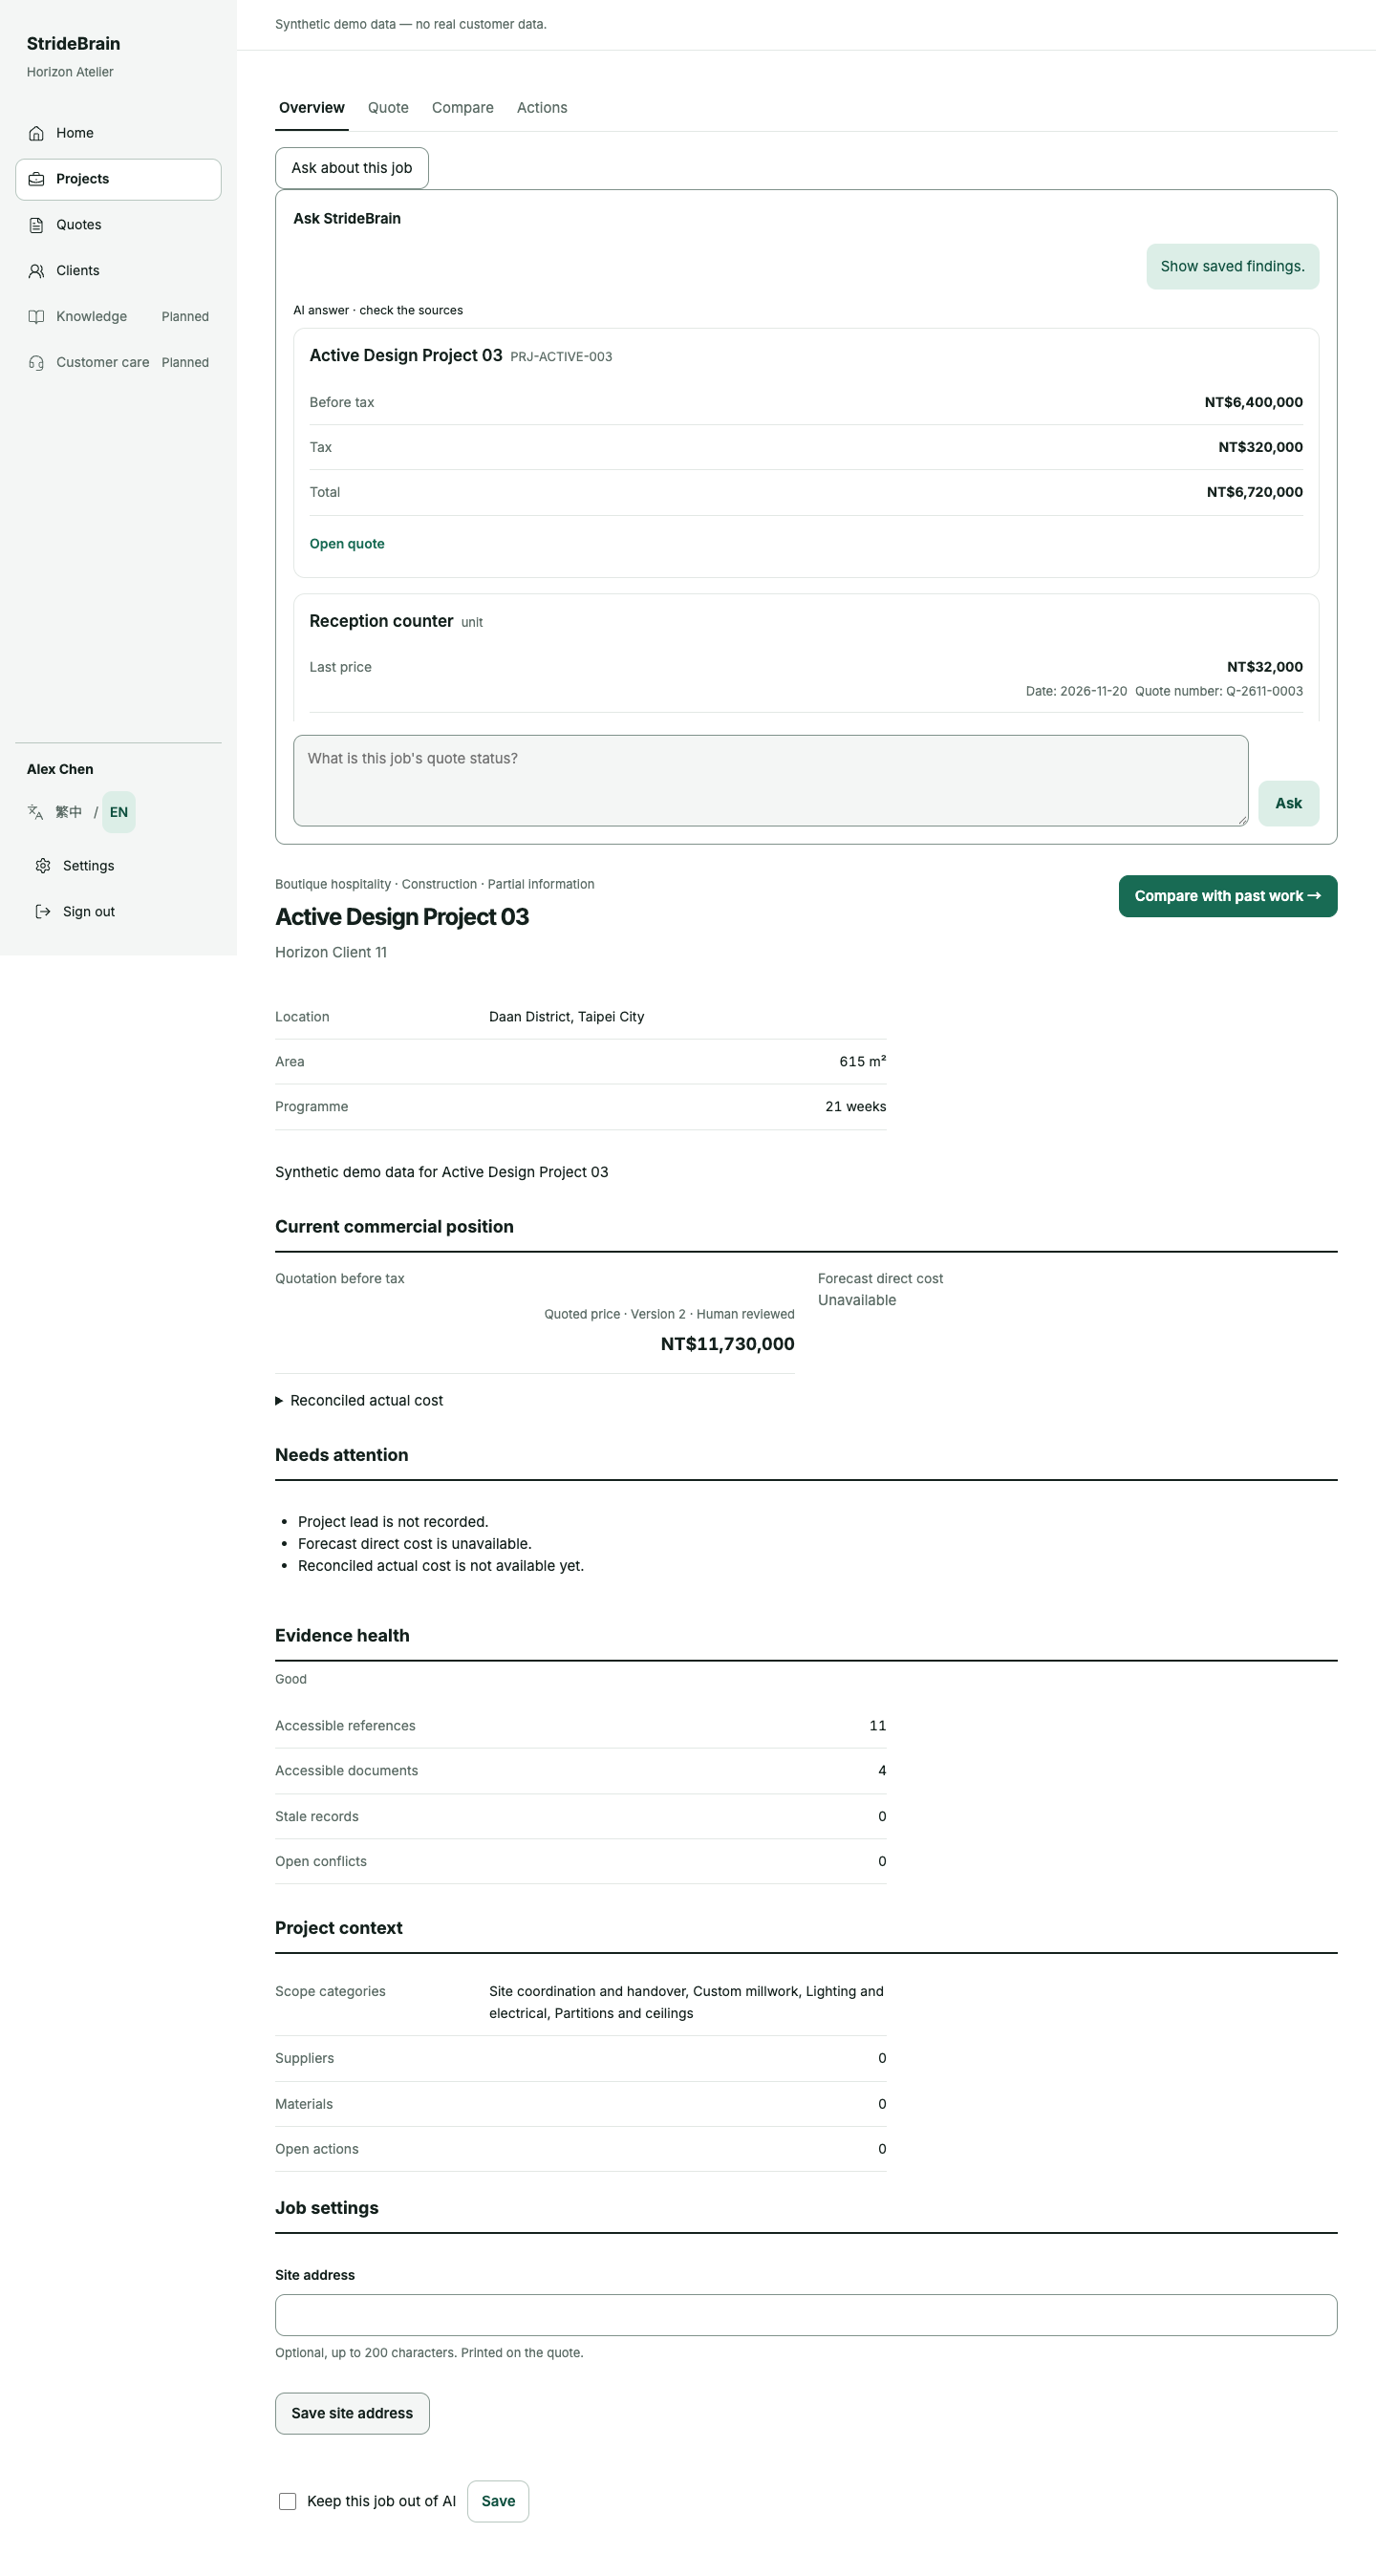 StrideBrain
Horizon Atelier
Home
Projects
Quotes
Clients
Knowledge Planned
Customer care Planned
Alex Chen
繁中 / EN
Settings
Sign out
Synthetic demo data — no real customer data.
Overview Quote Compare Actions
Ask about this job
Ask StrideBrain
Show saved findings.
AI answer · check the sources
Active Design Project 03 PRJ-ACTIVE-003
Before tax NT$6,400,000
Tax NT$320,000
Total NT$6,720,000
Open quote
Reception counter unit
Last price NT$32,000
Date: 2026-11-20 Quote number: Q-2611-0003
What is this job's quote status?
Ask
Boutique hospitality · Construction · Partial information
Active Design Project 03
Horizon Client 11
Compare with past work →
Location Daan District, Taipei City
Area 615 m²
Programme 21 weeks
Synthetic demo data for Active Design Project 03
Current commercial position
Quotation before tax
Quoted price · Version 2 · Human reviewed
NT$11,730,000
Forecast direct cost
Unavailable
Reconciled actual cost
Needs attention
• Project lead is not recorded.
• Forecast direct cost is unavailable.
• Reconciled actual cost is not available yet.
Evidence health
Good
Accessible references 11
Accessible documents 4
Stale records 0
Open conflicts 0
Project context
Scope categories Site coordination and handover, Custom millwork, Lighting and
electrical, Partitions and ceilings
Suppliers 0
Materials 0
Open actions 0
Job settings
Site address
Optional, up to 200 characters. Printed on the quote.
Save site address
Keep this job out of AI Save